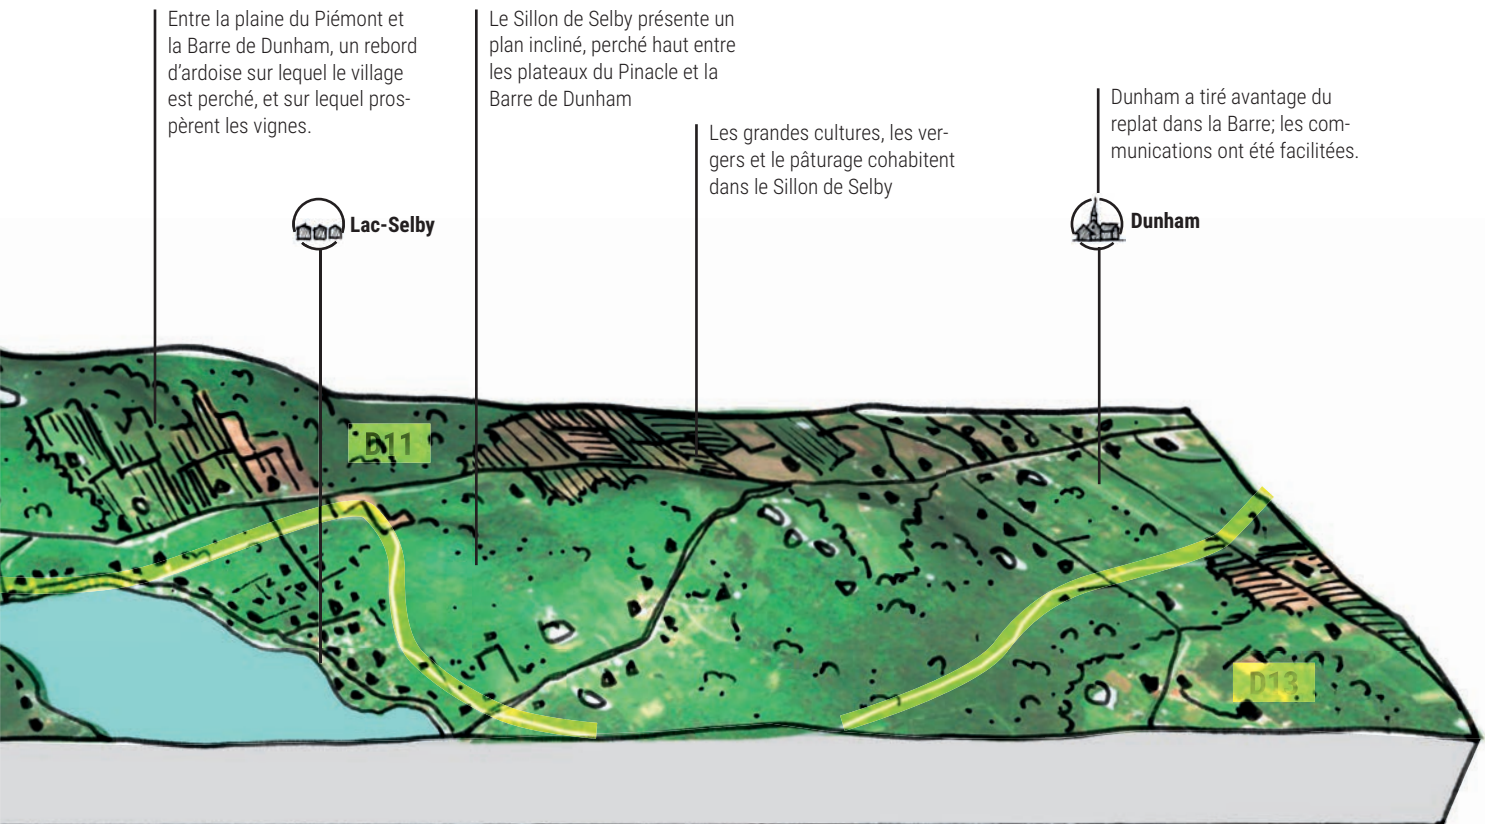 Entre la plaine du Piémont et
la Barre de Dunham, un rebord
d’ardoise sur lequel le village
est perché, et sur lequel pros-
pèrent les vignes.
Le Sillon de Selby présente un
plan incliné, perché haut entre
les plateaux du Pinacle et la
Barre de Dunham
Les grandes cultures, les ver-
gers et le pâturage cohabitent
dans le Sillon de Selby
Dunham a tiré avantage du
replat dans la Barre; les com-
munications ont été facilitées.
Lac-Selby
Dunham
D11
D13